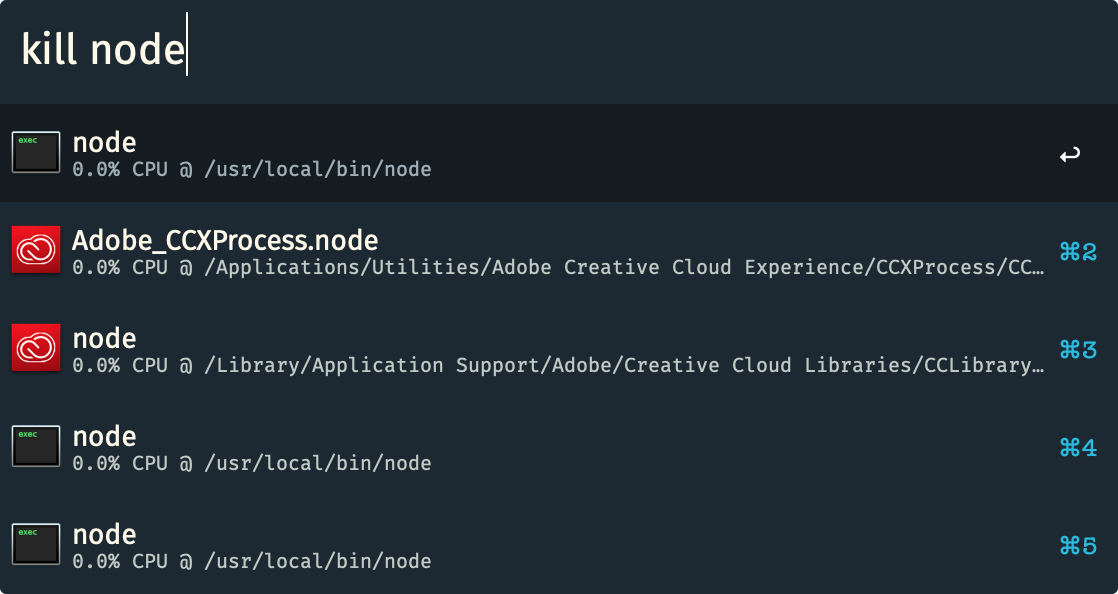 kill node
exec
node
0.0% CPU @ /usr/local/bin/node
↩
Adobe_CCXProcess.node
0.0% CPU @ /Applications/Utilities/Adobe Creative Cloud Experience/CCXProcess/CC…
⌘2
node
0.0% CPU @ /Library/Application Support/Adobe/Creative Cloud Libraries/CCLibrary…
⌘3
exec
node
0.0% CPU @ /usr/local/bin/node
⌘4
exec
node
0.0% CPU @ /usr/local/bin/node
⌘5